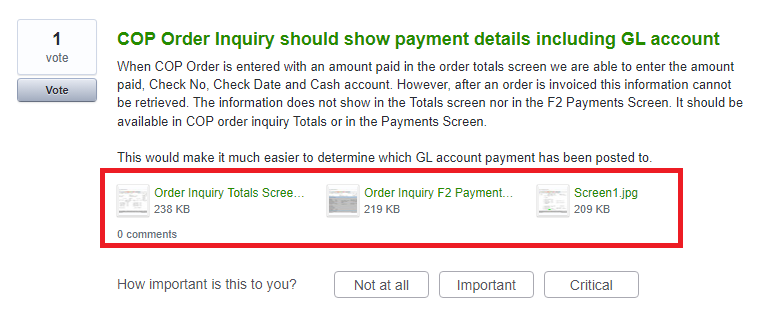 1
vote
Vote
COP Order Inquiry should show payment details including GL account
When COP Order is entered with an amount paid in the order totals screen we are able to enter the amount
paid, Check No, Check Date and Cash account. However, after an order is invoiced this information cannot
be retrieved. The information does not show in the Totals screen nor in the F2 Payments Screen. It should be
available in COP order inquiry Totals or in the Payments Screen.
This would make it much easier to determine which GL account payment has been posted to.
Order Inquiry Totals Scree…
238 KB
Order Inquiry F2 Payment…
219 KB
Screen1.jpg
209 KB
0 comments
How important is this to you?
Not at all
Important
Critical